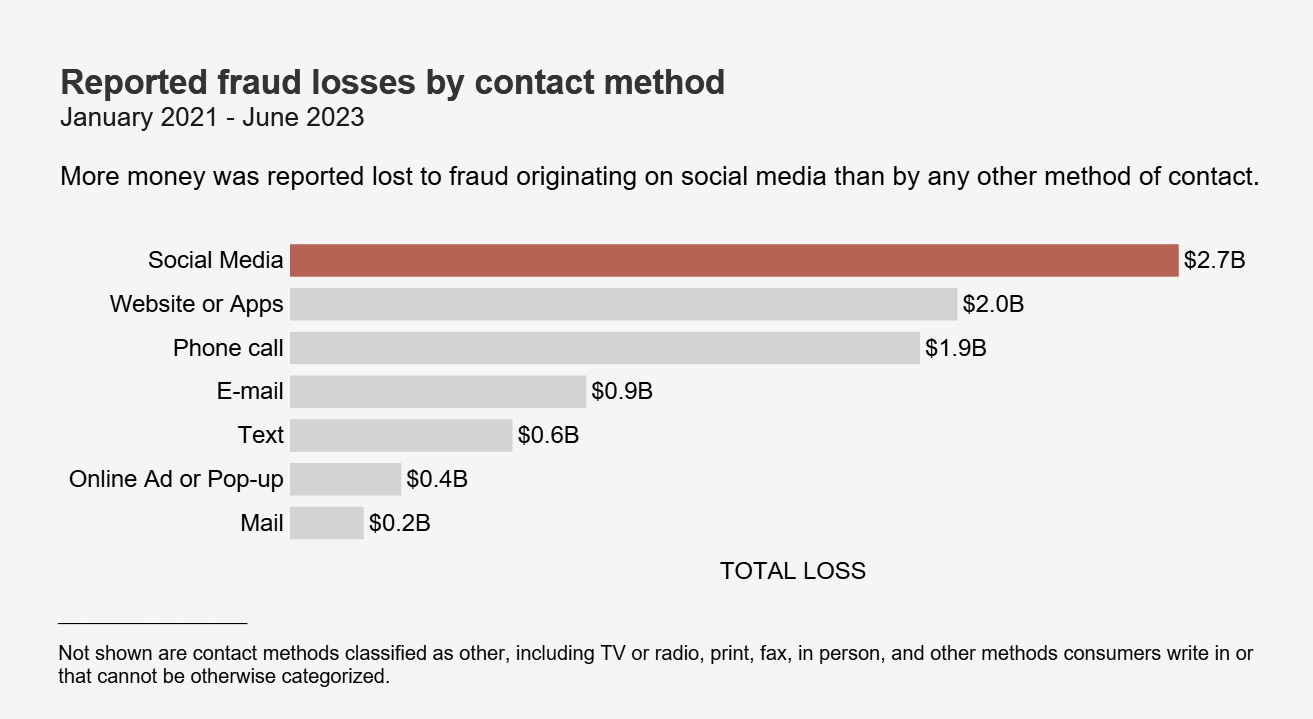 Reported fraud losses by contact method
January 2021 - June 2023
More money was reported lost to fraud originating on social media than by any other method of contact.
Social Media $2.7B
Website or Apps $2.0B
Phone call $1.9B
E-mail $0.9B
Text $0.6B
Online Ad or Pop-up $0.4B
Mail $0.2B
TOTAL LOSS
Not shown are contact methods classified as other, including TV or radio, print, fax, in person, and other methods consumers write in or
that cannot be otherwise categorized.